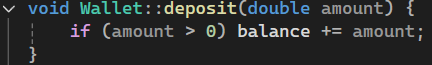 void Wallet::deposit(double amount) {
    if (amount > 0) balance += amount;
}